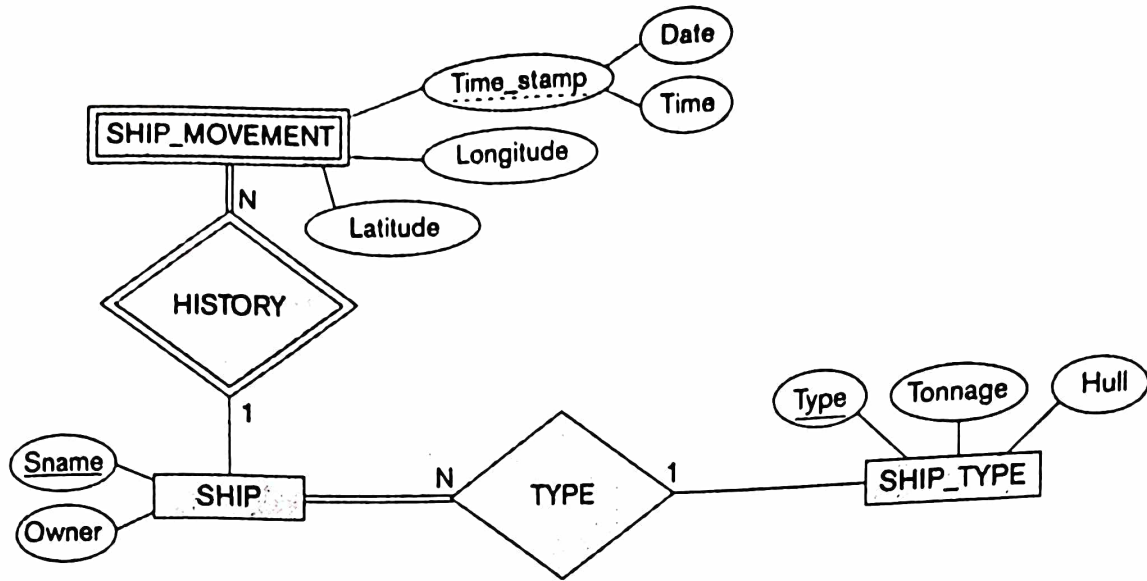 Date
Time_stamp
Time
SHIP_MOVEMENT
Longitude
N
Latitude
HISTORY
1
Type
Tonnage
Hull
Sname
SHIP
N
TYPE
1
SHIP_TYPE
Owner